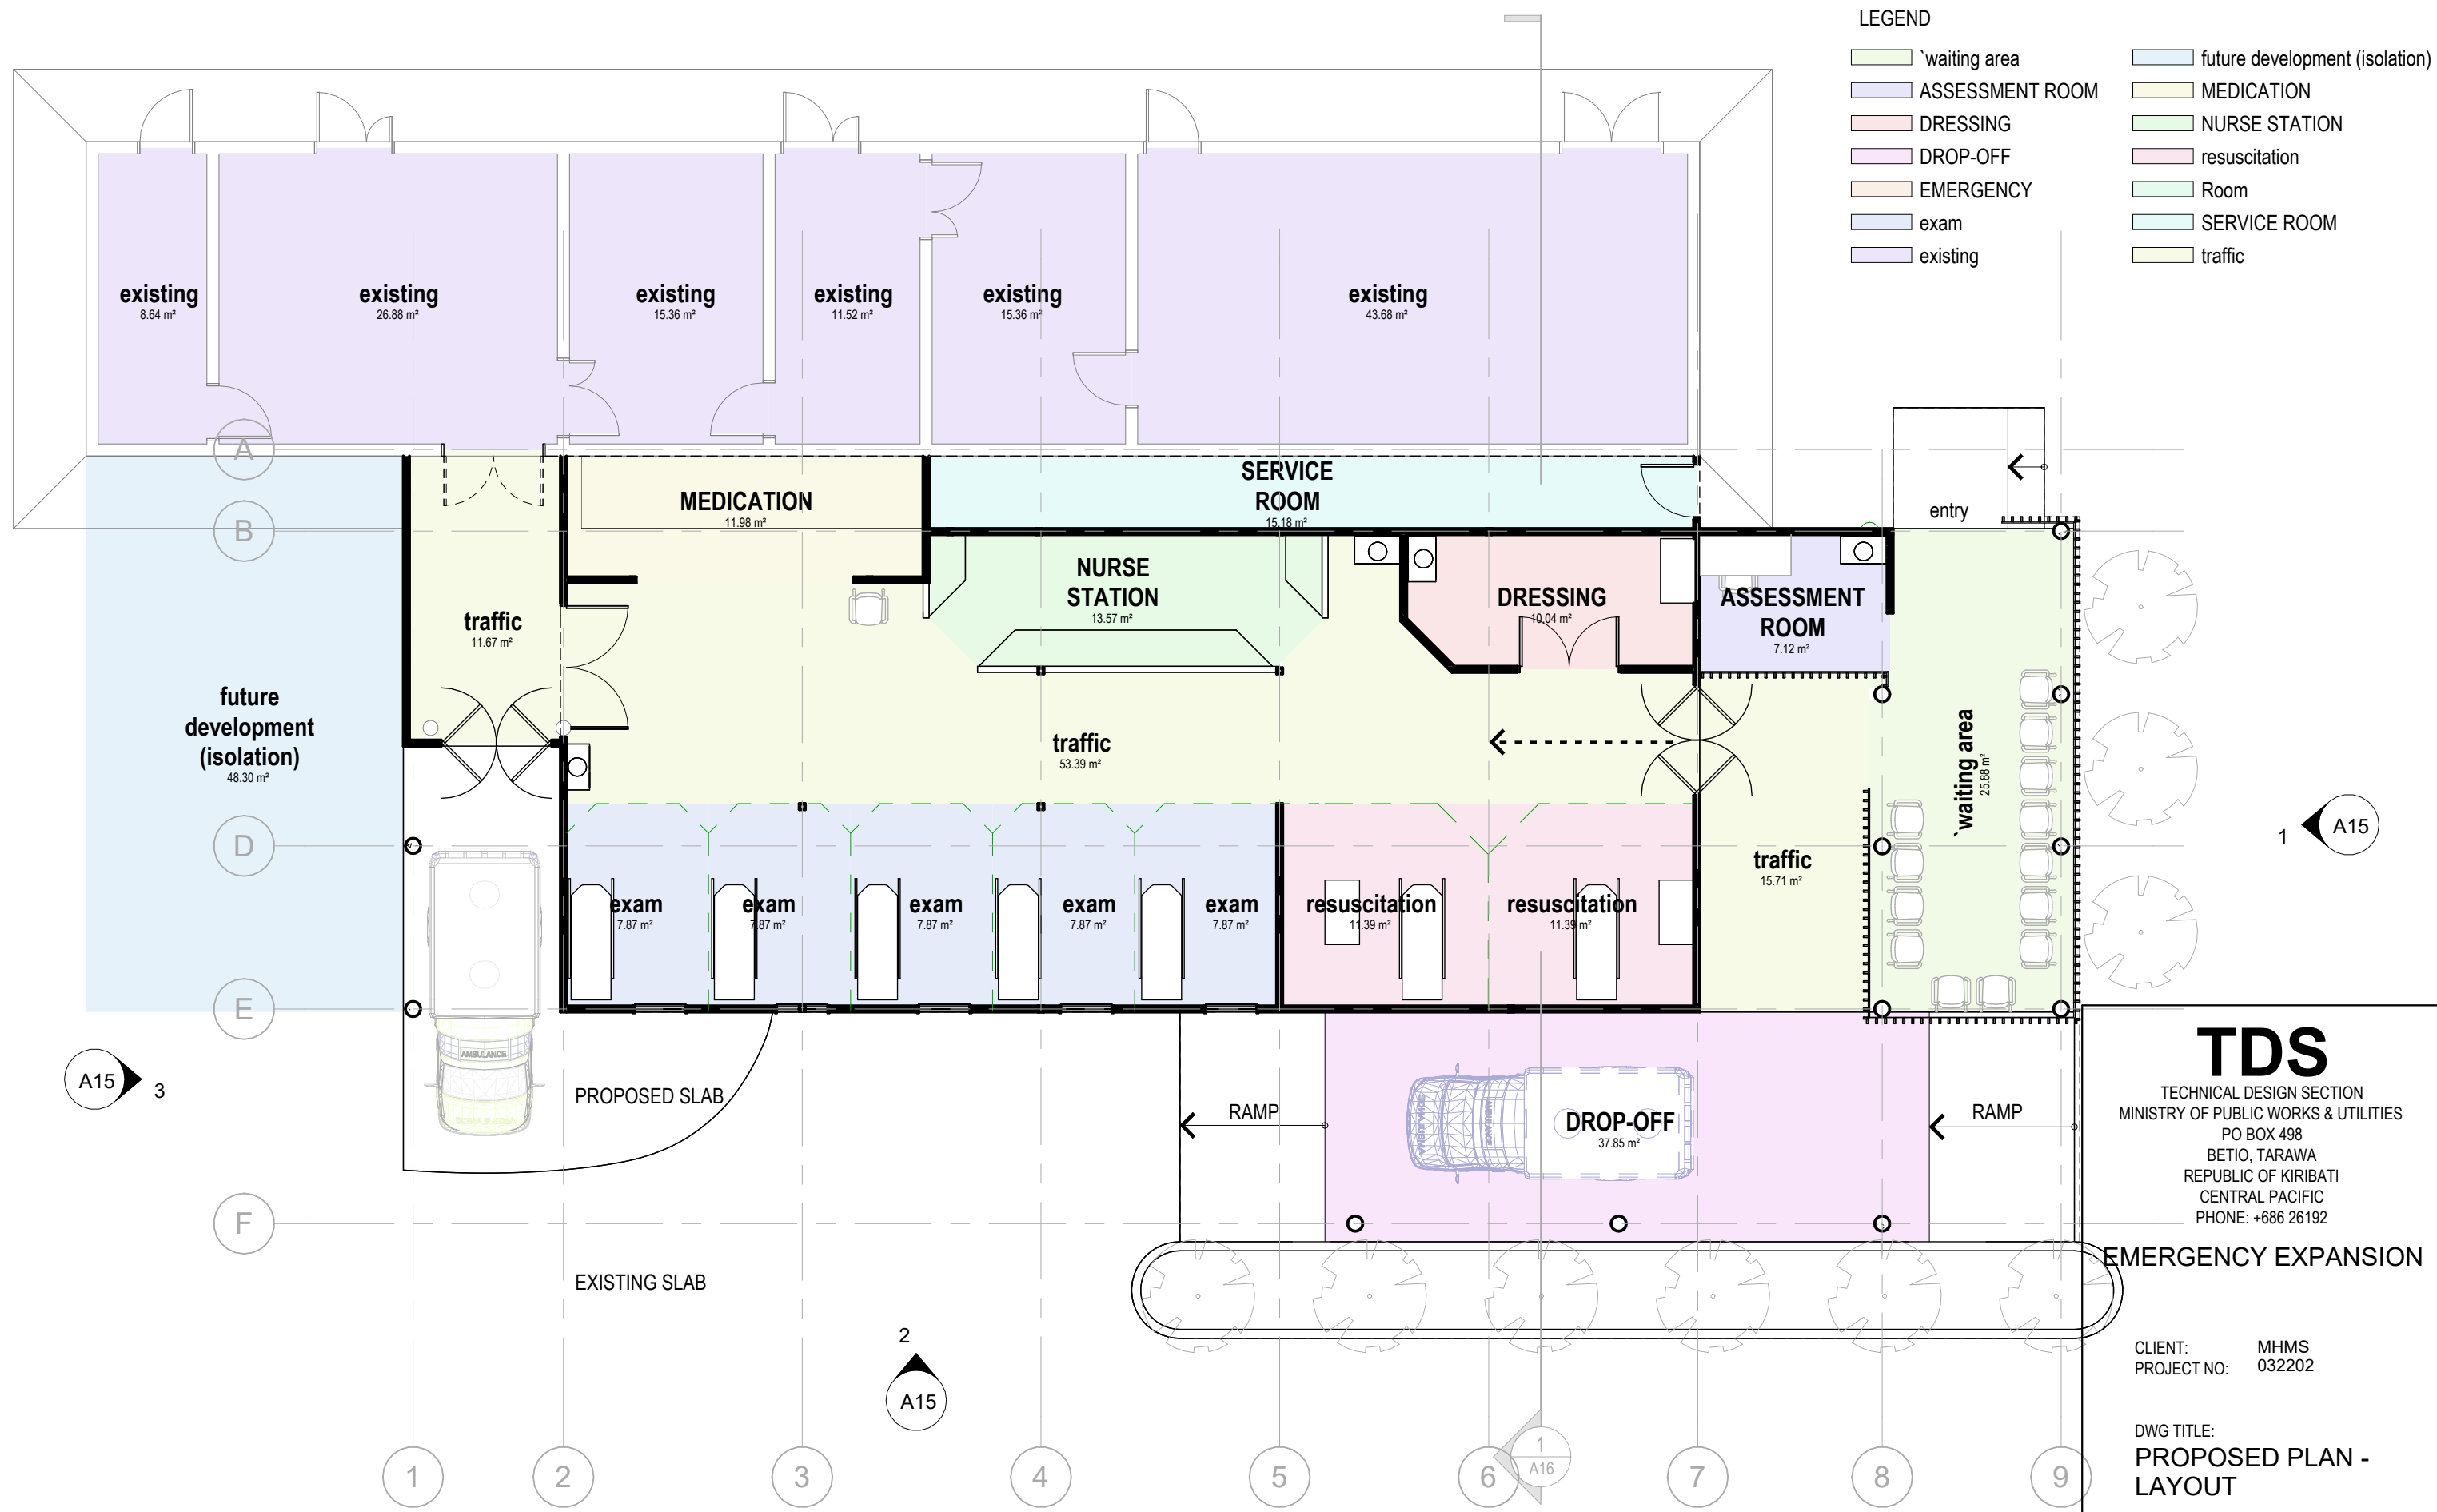 LEGEND
`waiting area
ASSESSMENT ROOM
DRESSING
DROP-OFF
EMERGENCY
exam
existing
future development (isolation)
MEDICATION
NURSE STATION
resuscitation
Room
SERVICE ROOM
traffic
existing
8.64 m²
existing
26.88 m²
existing
15.36 m²
existing
11.52 m²
existing
15.36 m²
existing
43.68 m²
A
B
D
E
F
MEDICATION
11.98 m²
SERVICE
ROOM
15.18 m²
entry
NURSE
STATION
13.57 m²
DRESSING
10.04 m²
ASSESSMENT
ROOM
7.12 m²
traffic
11.67 m²
future
development
(isolation)
48.30 m²
traffic
53.39 m²
`waiting area
25.88 m²
traffic
15.71 m²
1
A15
exam
7.87 m²
exam
7.87 m²
exam
7.87 m²
exam
7.87 m²
exam
7.87 m²
resuscitation
11.39 m²
resuscitation
11.39 m²
AMBULANCE
A15
3
PROPOSED SLAB
RAMP
AMBULANCE
DROP-OFF
37.85 m²
RAMP
EXISTING SLAB
2
A15
1
A16
1
2
3
4
5
6
7
8
9
TDS
TECHNICAL DESIGN SECTION
MINISTRY OF PUBLIC WORKS & UTILITIES
PO BOX 498
BETIO, TARAWA
REPUBLIC OF KIRIBATI
CENTRAL PACIFIC
PHONE: +686 26192
EMERGENCY EXPANSION
CLIENT: MHMS
PROJECT NO: 032202
DWG TITLE:
PROPOSED PLAN -
LAYOUT